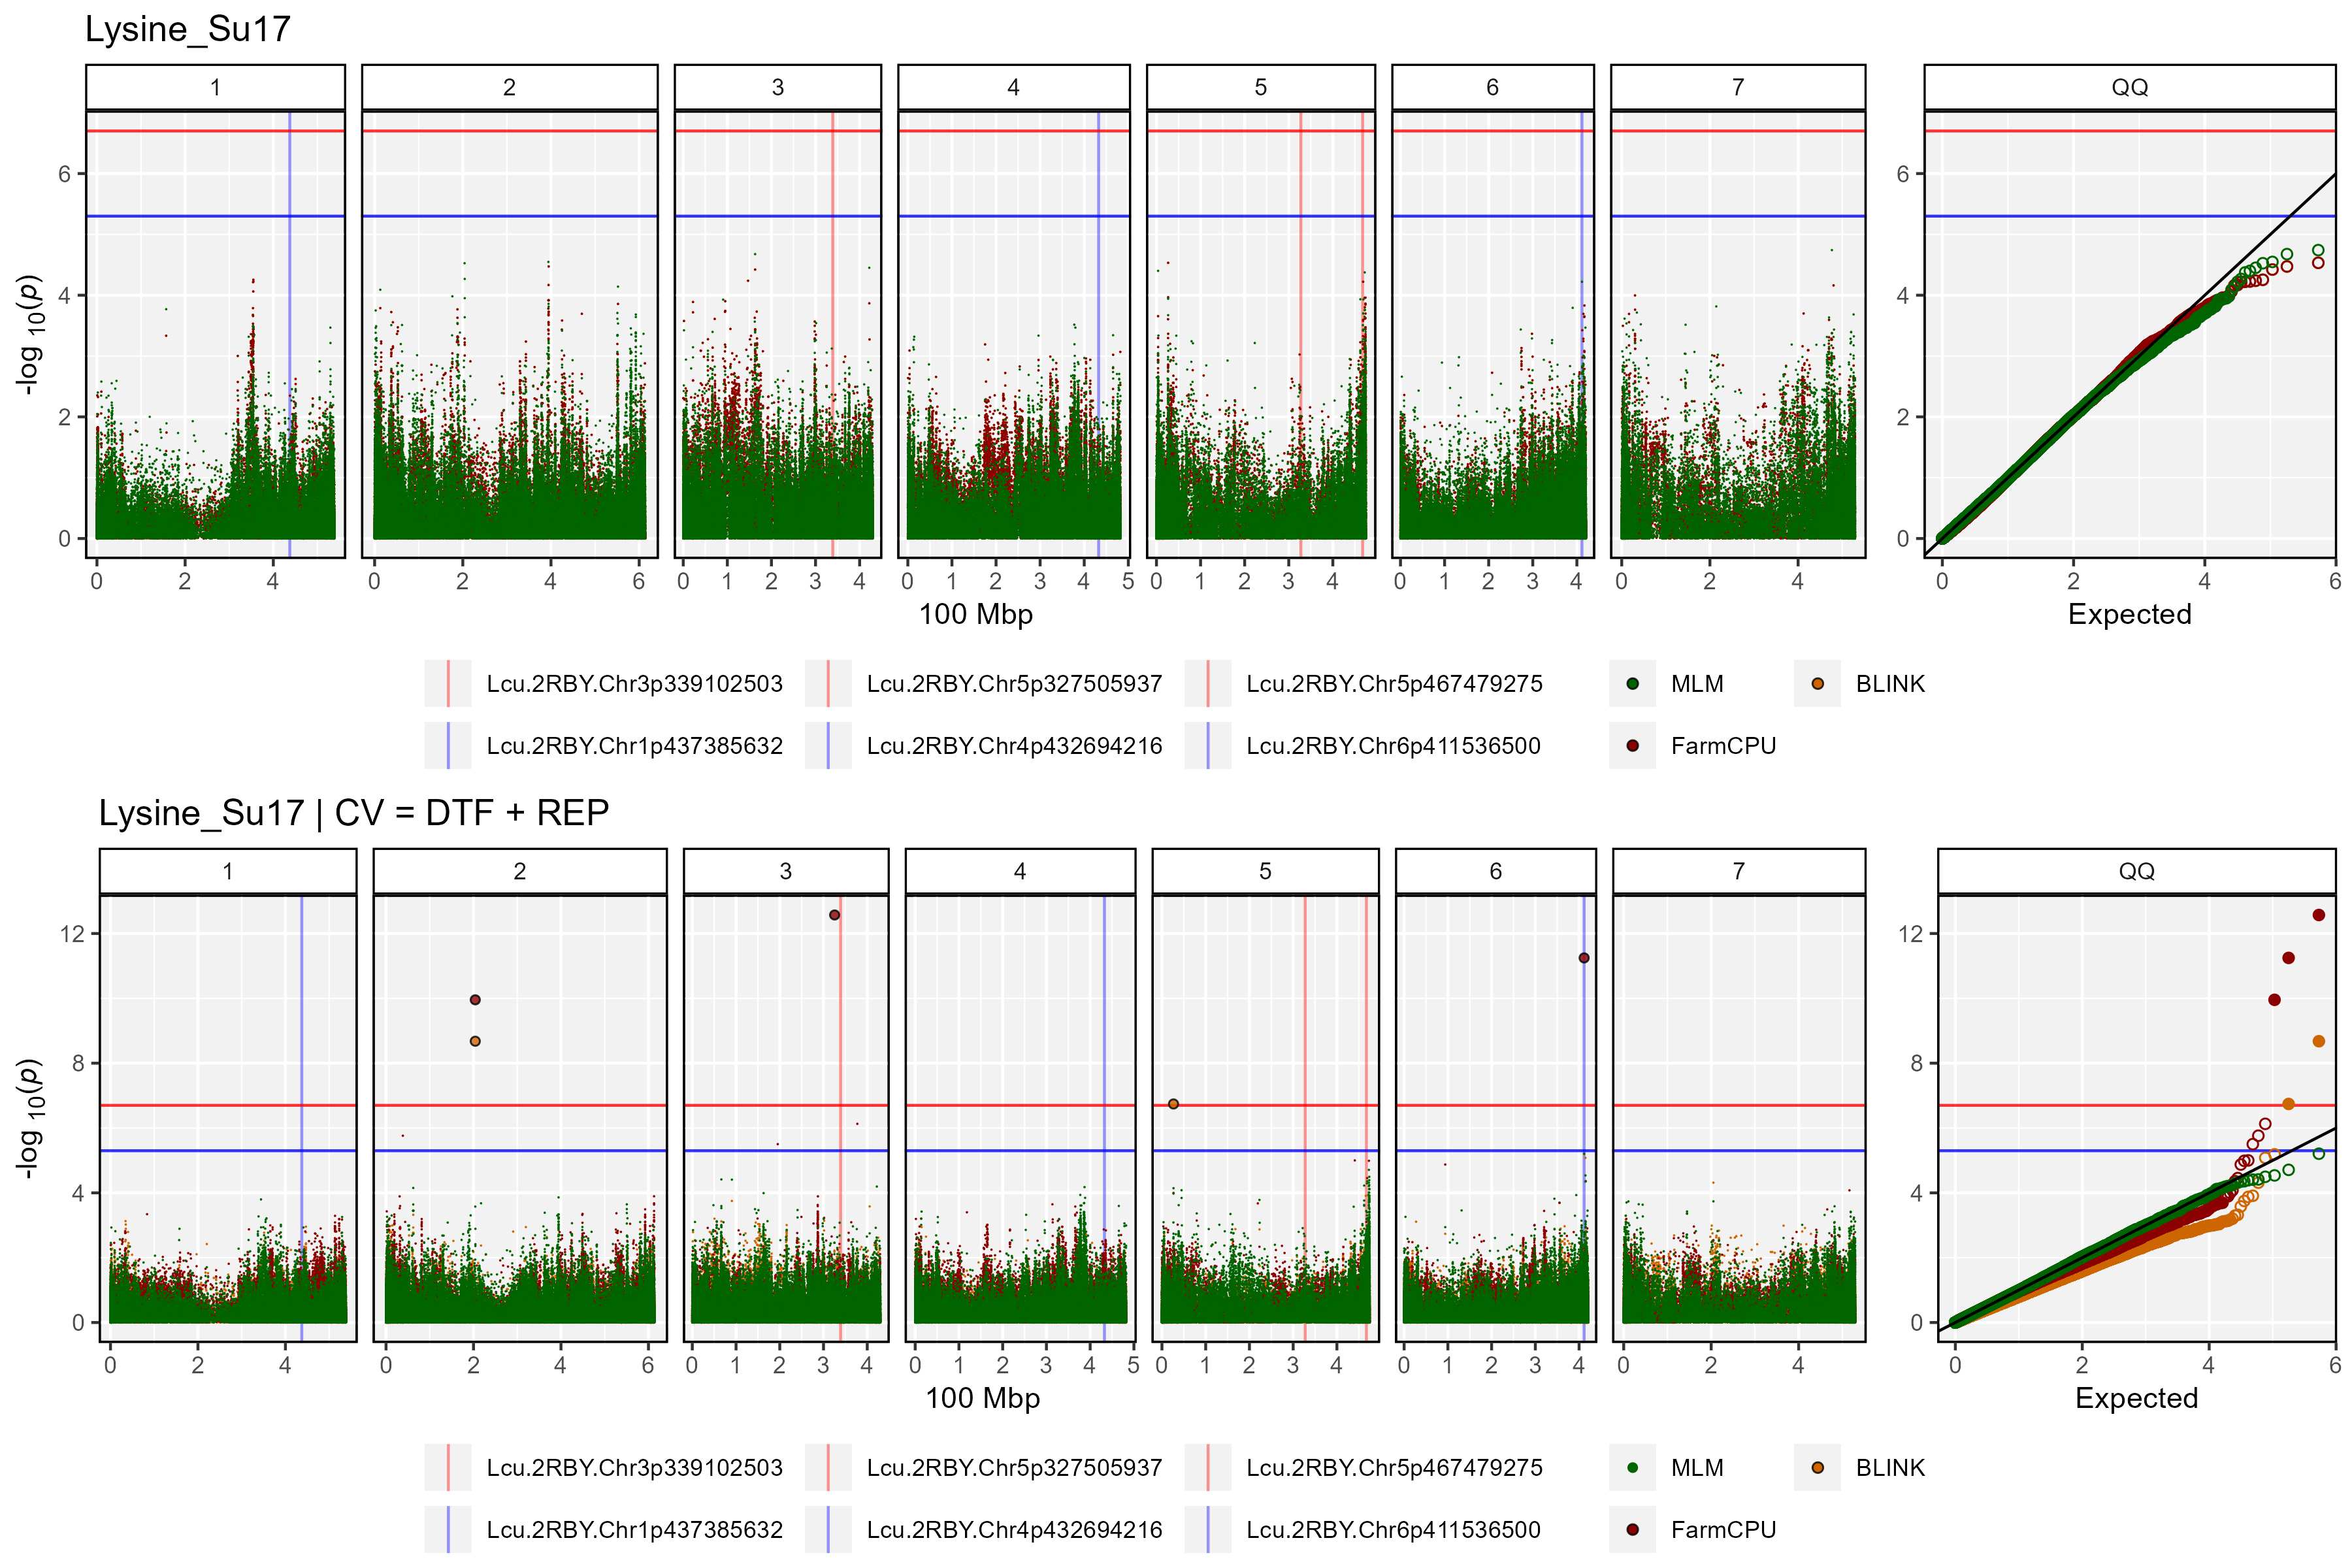 Lysine_Su17
1 2 3 4 5 6 7 QQ
6 6
4 4
2 2
0 0
-log 10(p)
0 2 4 0 2 4 6 0 1 2 3 4 0 1 2 3 4 5 0 1 2 3 4 0 1 2 3 4 0 2 4 0 2 4 6
100 Mbp Expected
Lcu.2RBY.Chr3p339102503 Lcu.2RBY.Chr5p327505937 Lcu.2RBY.Chr5p467479275 MLM BLINK
Lcu.2RBY.Chr1p437385632 Lcu.2RBY.Chr4p432694216 Lcu.2RBY.Chr6p411536500 FarmCPU
Lysine_Su17 | CV = DTF + REP
1 2 3 4 5 6 7 QQ
12 12
8 8
4 4
0 0
-log 10(p)
0 2 4 0 2 4 6 0 1 2 3 4 0 1 2 3 4 5 0 1 2 3 4 0 1 2 3 4 0 2 4 0 2 4 6
100 Mbp Expected
Lcu.2RBY.Chr3p339102503 Lcu.2RBY.Chr5p327505937 Lcu.2RBY.Chr5p467479275 MLM BLINK
Lcu.2RBY.Chr1p437385632 Lcu.2RBY.Chr4p432694216 Lcu.2RBY.Chr6p411536500 FarmCPU